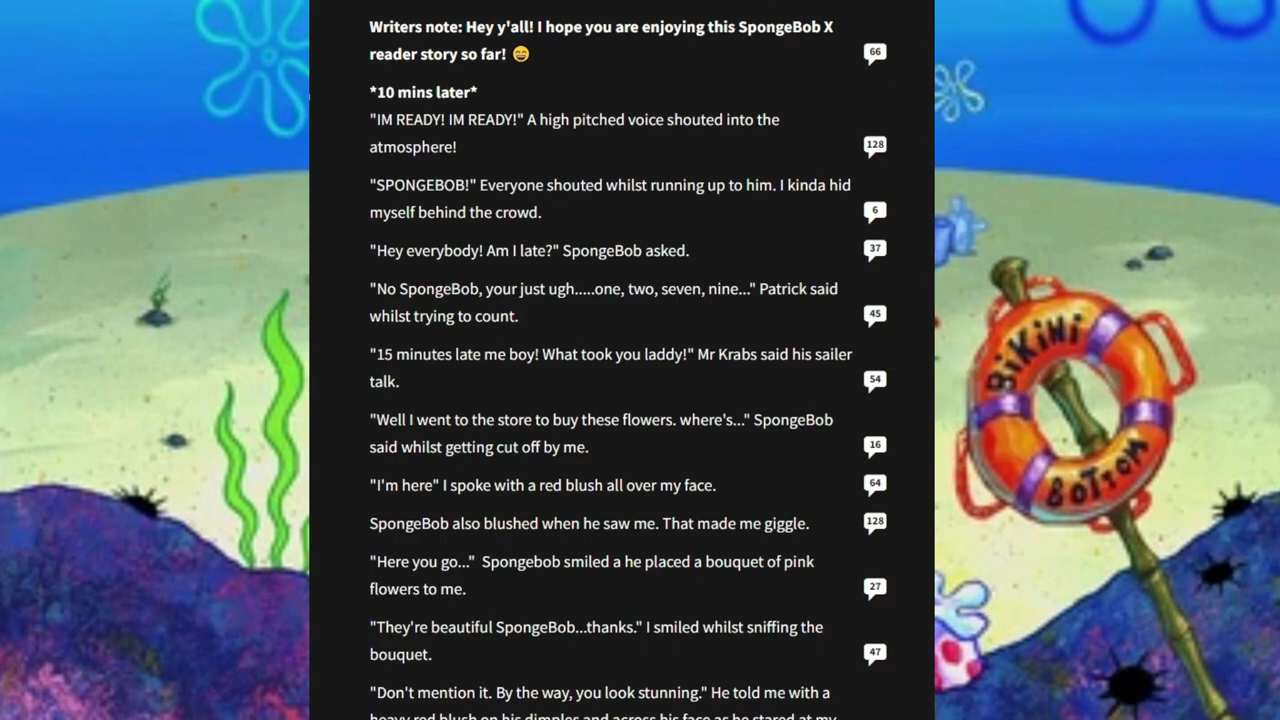 Writers note: Hey y'all! I hope you are enjoying this SpongeBob X
reader story so far! 😄
66
*10 mins later*
"IM READY! IM READY!" A high pitched voice shouted into the
atmosphere!
128
"SPONGEBOB!" Everyone shouted whilst running up to him. I kinda hid
myself behind the crowd.
6
"Hey everybody! Am I late?" SpongeBob asked.
37
"No SpongeBob, your just ugh.....one, two, seven, nine..." Patrick said
whilst trying to count.
45
"15 minutes late me boy! What took you laddy!" Mr Krabs said his sailer
talk.
54
"Well I went to the store to buy these flowers. where's..." SpongeBob
said whilst getting cut off by me.
16
"I'm here" I spoke with a red blush all over my face.
64
SpongeBob also blushed when he saw me. That made me giggle.
128
"Here you go..."  Spongebob smiled a he placed a bouquet of pink
flowers to me.
27
"They're beautiful SpongeBob...thanks." I smiled whilst sniffing the
bouquet.
47
"Don't mention it. By the way, you look stunning." He told me with a
heavy red blush on his dimples and across his face as he stared at my
BIKINI
BOTTOM